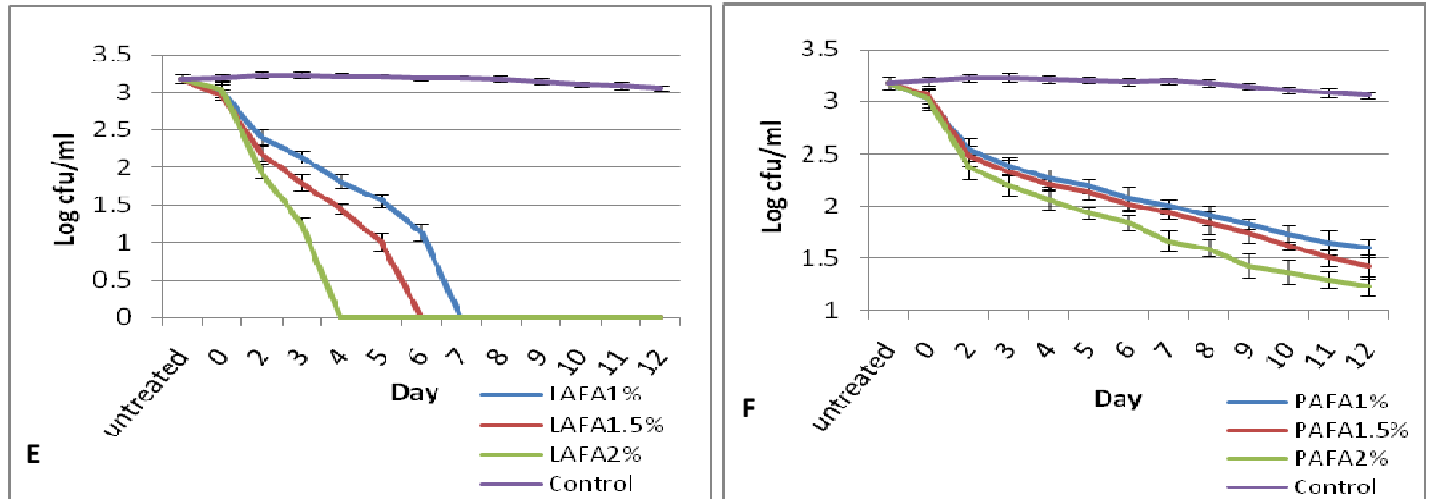 3.5
3
2.5
2
1.5
1
0.5
0
Log cfu/ml
untreated 0 2 3 4 5 6 7 8 9 10 11 12
Day
LAFA1%
LAFA1.5%
LAFA2%
Control
E
3.5
3
2.5
2
1.5
1
Log cfu/ml
untreated 0 2 3 4 5 6 7 8 9 10 11 12
Day
PAFA1%
PAFA1.5%
PAFA2%
Control
F